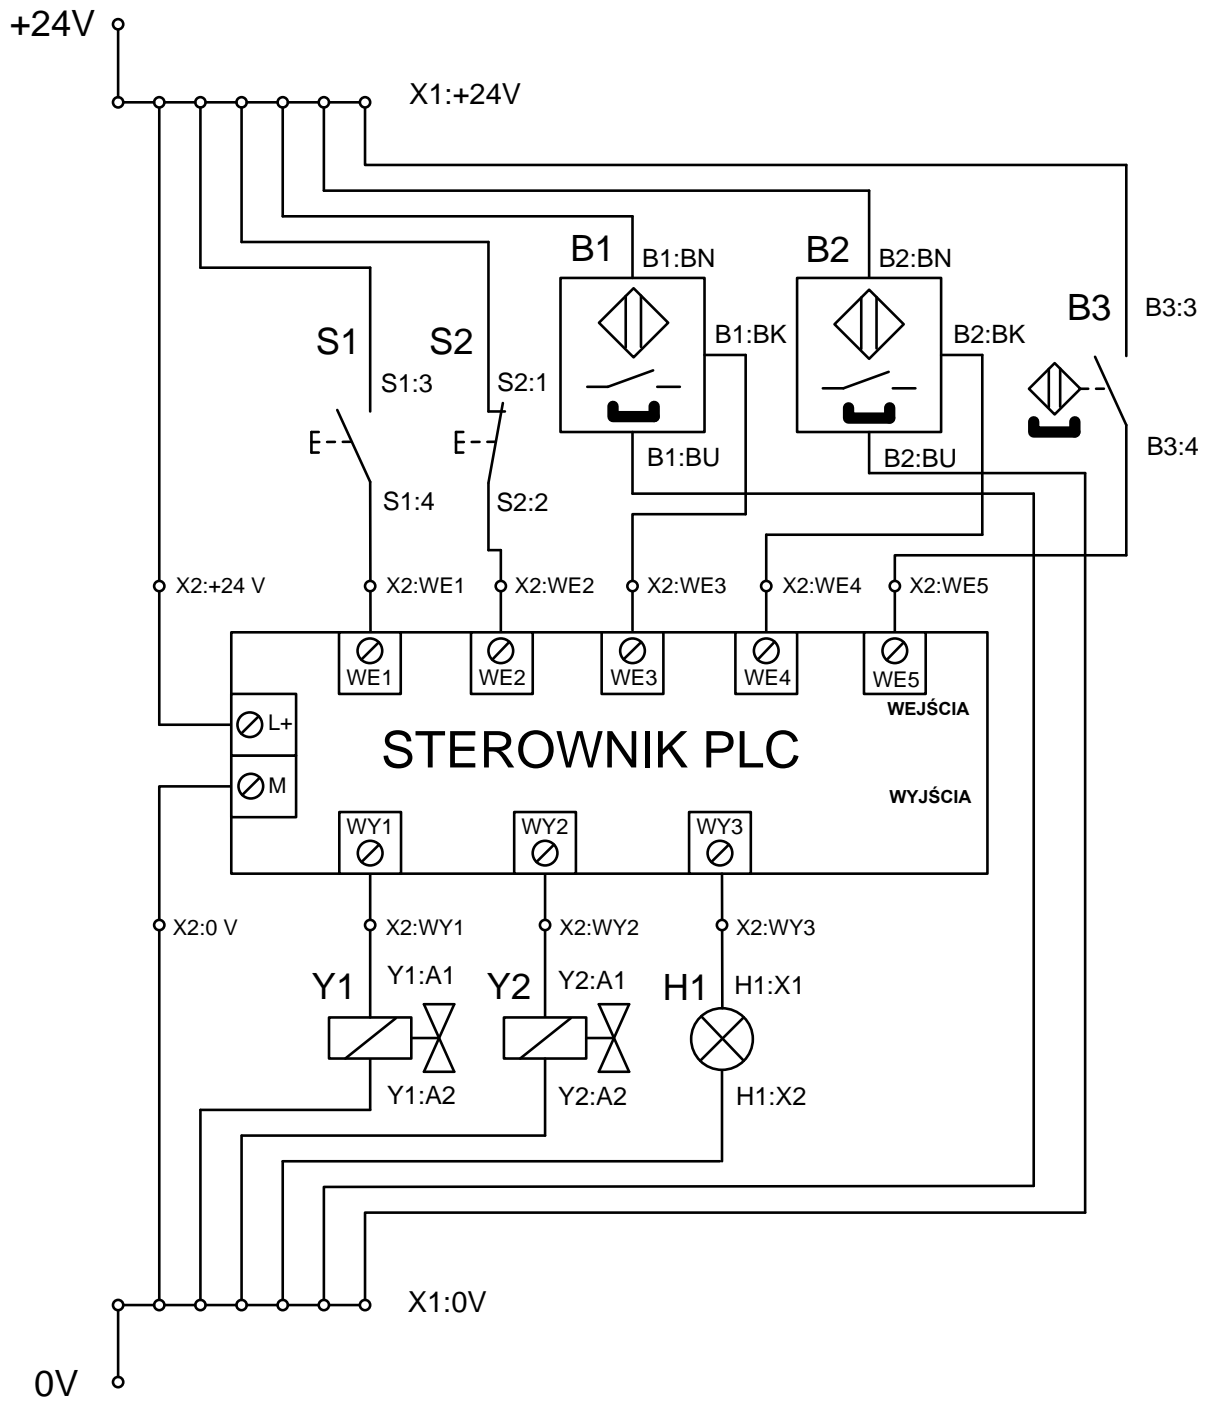 +24V
X1:+24V
B1
B1:BN
B2
B2:BN
B3
B3:3
S1
S2
B1:BK
B2:BK
S1:3
S2:1
B1:BU
B2:BU
B3:4
S1:4
S2:2
X2:+24 V
X2:WE1
X2:WE2
X2:WE3
X2:WE4
X2:WE5
WE1
WE2
WE3
WE4
WE5
WEJŚCIA
L+
STEROWNIK PLC
M
WYJŚCIA
WY1
WY2
WY3
X2:0 V
X2:WY1
X2:WY2
X2:WY3
Y1
Y1:A1
Y2
Y2:A1
H1
H1:X1
Y1:A2
Y2:A2
H1:X2
X1:0V
0V